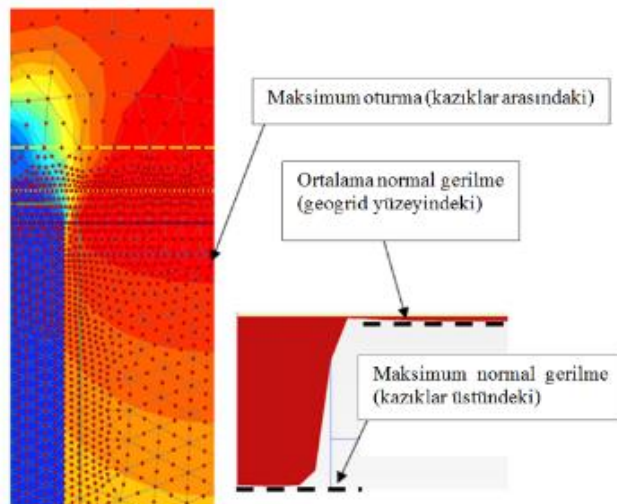 Maksimum oturma (kazıklar arasındaki)
Ortalama normal gerilme
(geogrid yüzeyindeki)
Maksimum normal gerilme
(kazıklar üstündeki)